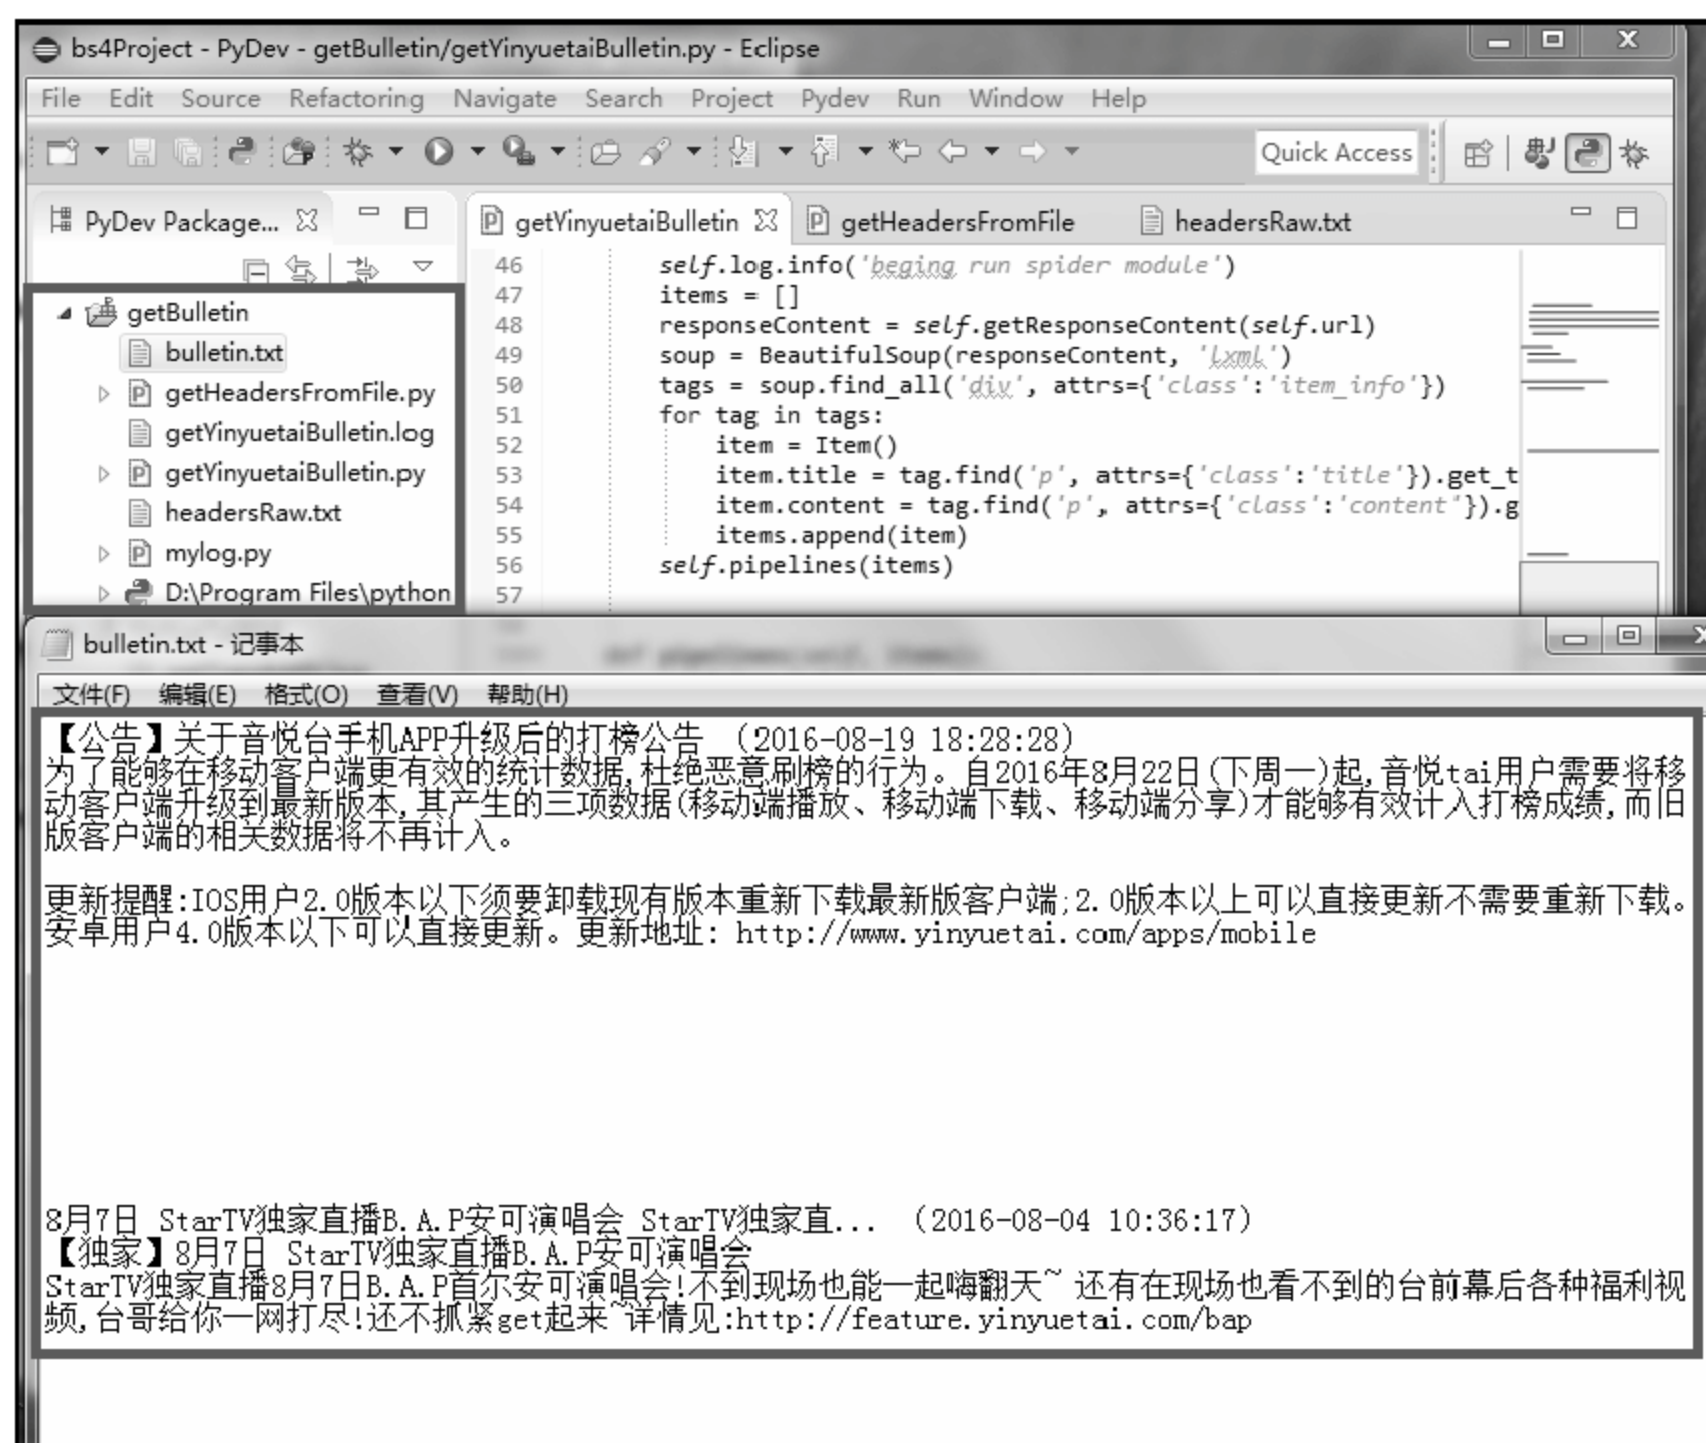 bs4Project - PyDev - getBulletin/getYinyuetaiBulletin.py - Eclipse
File Edit Source Refactoring Navigate Search Project Pydev Run Window Help
Quick Access
PyDev Package...
getYinyuetaiBulletin
getHeadersFromFile
headersRaw.txt
getBulletin
bulletin.txt
getHeadersFromFile.py
getYinyuetaiBulletin.log
getYinyuetaiBulletin.py
headersRaw.txt
mylog.py
D:\Program Files\python
46 self.log.info('beging run spider module')
47 items = []
48 responseContent = self.getResponseContent(self.url)
49 soup = BeautifulSoup(responseContent, 'lxml')
50 tags = soup.find_all('div', attrs={'class':'item_info'})
51 for tag in tags:
52 item = Item()
53 item.title = tag.find('p', attrs={'class':'title'}).get_t
54 item.content = tag.find('p', attrs={'class':'content'}).g
55 items.append(item)
56 self.pipelines(items)
57
bulletin.txt - 记事本
文件(F) 编辑(E) 格式(O) 查看(V) 帮助(H)
【公告】关于音悦台手机APP升级后的打榜公告 (2016-08-19 18:28:28)
为了能够在移动客户端更有效的统计数据,杜绝恶意刷榜的行为。自2016年8月22日(下周一)起,音悦tai用户需要将移
动客户端升级到最新版本,其产生的三项数据(移动端播放、移动端下载、移动端分享)才能够有效计入打榜成绩,而旧
版客户端的相关数据将不再计入。
更新提醒:IOS用户2.0版本以下须要卸载现有版本重新下载最新版客户端;2.0版本以上可以直接更新不需要重新下载。
安卓用户4.0版本以下可以直接更新。更新地址: http://www.yinyuetai.com/apps/mobile
8月7日 StarTV独家直播B.A.P安可演唱会 StarTV独家直... (2016-08-04 10:36:17)
【独家】8月7日 StarTV独家直播B.A.P安可演唱会
StarTV独家直播8月7日B.A.P首尔安可演唱会!不到现场也能一起嗨翻天~ 还有在现场也看不到的台前幕后各种福利视
频,台哥给你一网打尽!还不抓紧get起来~详情见:http://feature.yinyuetai.com/bap